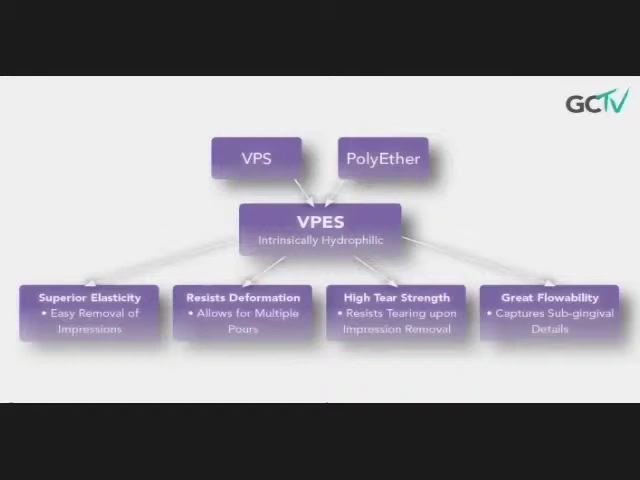 GCTV
VPS
PolyEther
VPES
Intrinsically Hydrophilic
Superior Elasticity
• Easy Removal of
Impressions
Resists Deformation
• Allows for Multiple
Pours
High Tear Strength
• Resists Tearing upon
Impression Removal
Great Flowability
• Captures Sub-gingival
Details